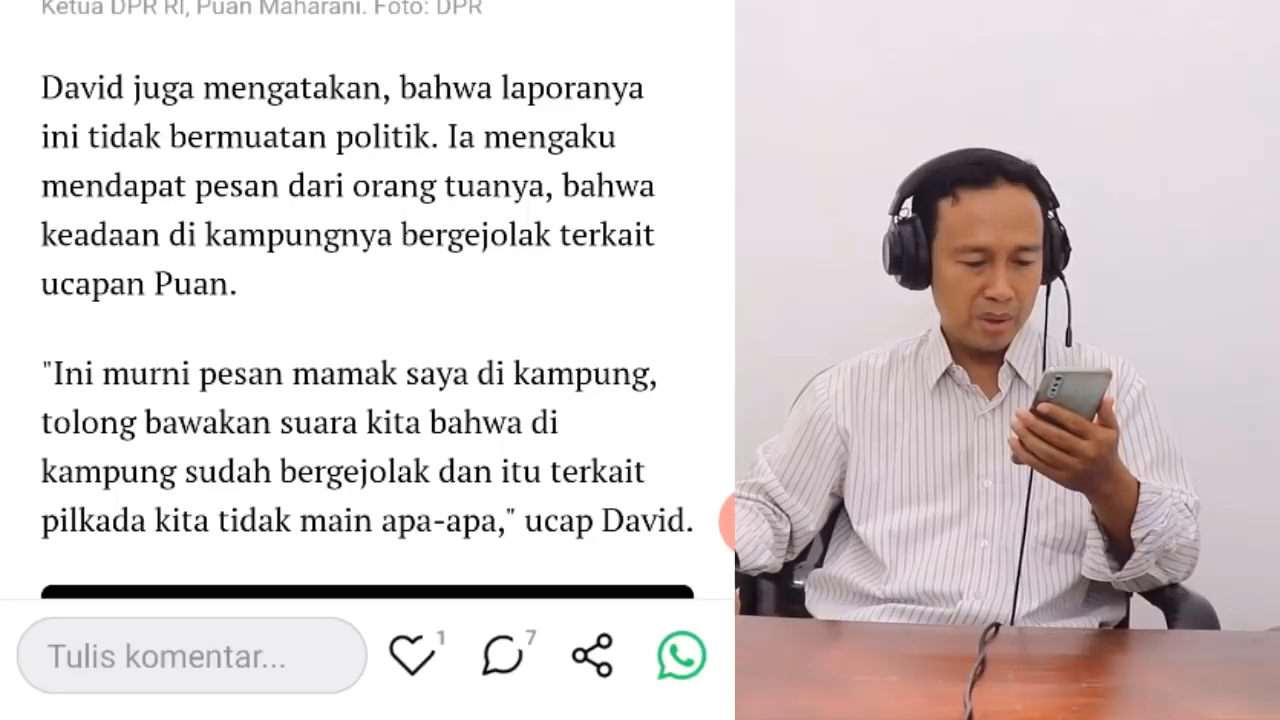 Ketua DPR RI, Puan Maharani. Foto: DPR
David juga mengatakan, bahwa laporanya
ini tidak bermuatan politik. Ia mengaku
mendapat pesan dari orang tuanya, bahwa
keadaan di kampungnya bergejolak terkait
ucapan Puan.
"Ini murni pesan mamak saya di kampung,
tolong bawakan suara kita bahwa di
kampung sudah bergejolak dan itu terkait
pilkada kita tidak main apa-apa," ucap David.
Tulis komentar...
1
7